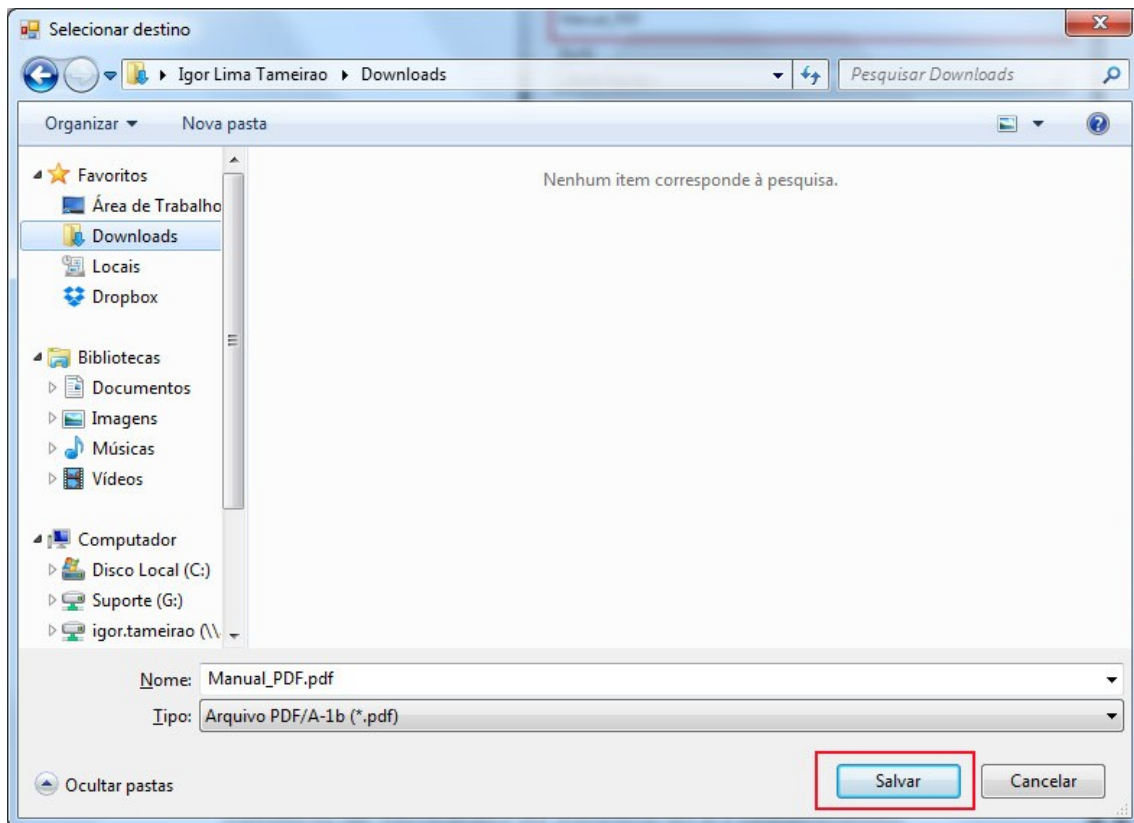 Selecionar destino
Manual_PDF
Igor Lima Tameirao Downloads
Pesquisar Downloads
Organizar Nova pasta
Nenhum item corresponde à pesquisa.
Favoritos
Área de Trabalho
Downloads
Locais
Dropbox
Bibliotecas
Documentos
Imagens
Músicas
Vídeos
Computador
Disco Local (C:)
Suporte (G:)
igor.tameirao (\\
Nome: Manual_PDF.pdf
Tipo: Arquivo PDF/A-1b (*.pdf)
Ocultar pastas
Salvar Cancelar